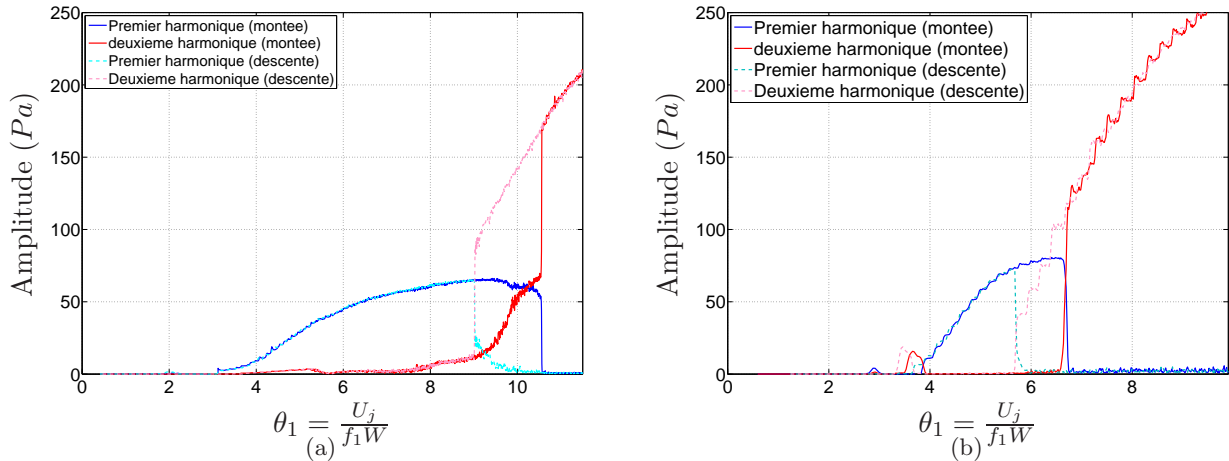 250
200
150
100
50
0
Amplitude (Pa)
Premier harmonique (montee)
deuxieme harmonique (montee)
Premier harmonique (descente)
Deuxieme harmonique (descente)
0 2 4 6 8 10
θ₁ = U_j / f₁W
(a)
250
200
150
100
50
0
Amplitude (Pa)
Premier harmonique (montee)
deuxieme harmonique (montee)
Premier harmonique (descente)
Deuxieme harmonique (descente)
0 2 4 6 8
θ₁ = U_j / f₁W
(b)